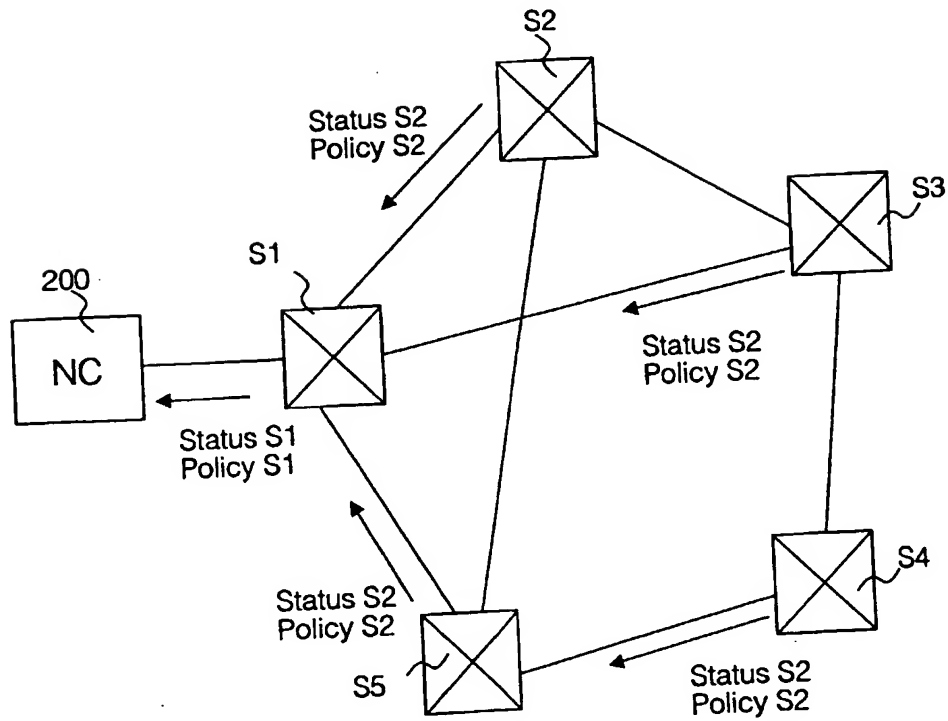 S2
Status S2
Policy S2
S3
S1
200
NC
Status S2
Policy S2
Status S1
Policy S1
S4
Status S2
Policy S2
S5
Status S2
Policy S2